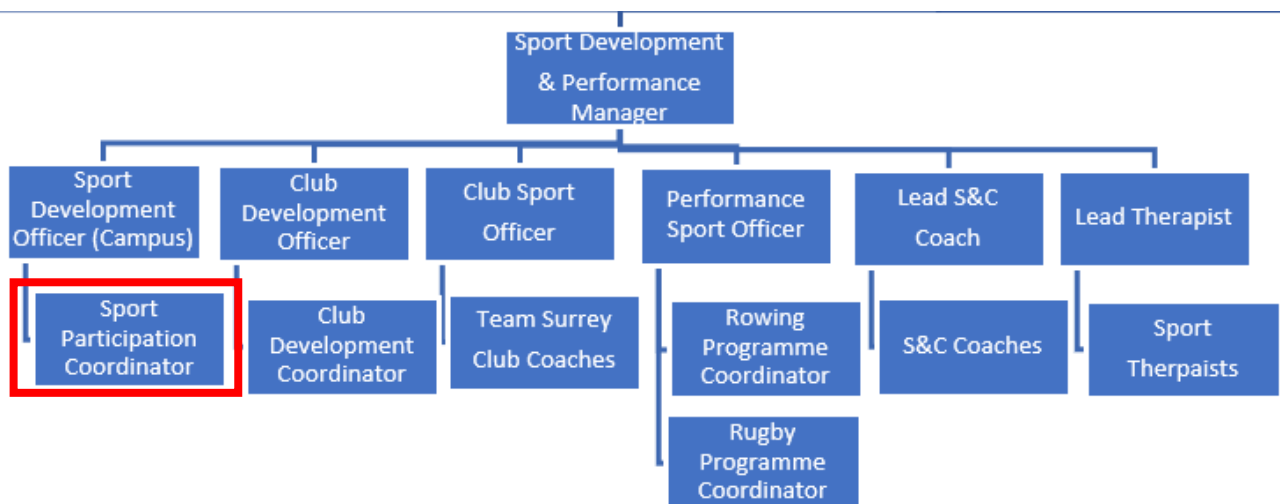 Sport Development
& Performance
Manager
Sport
Development
Officer (Campus)
Club
Development
Officer
Club Sport
Officer
Performance
Sport Officer
Lead S&C
Coach
Lead Therapist
Sport
Participation
Coordinator
Club
Development
Coordinator
Team Surrey
Club Coaches
Rowing
Programme
Coordinator
S&C Coaches
Sport
Therpaists
Rugby
Programme
Coordinator